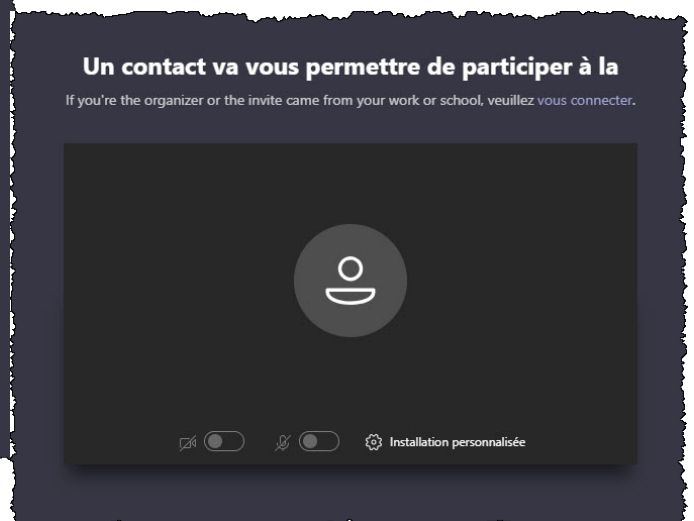 Un contact va vous permettre de participer à la
If you're the organizer or the invite came from your work or school, veuillez vous connecter.
Installation personnalisée